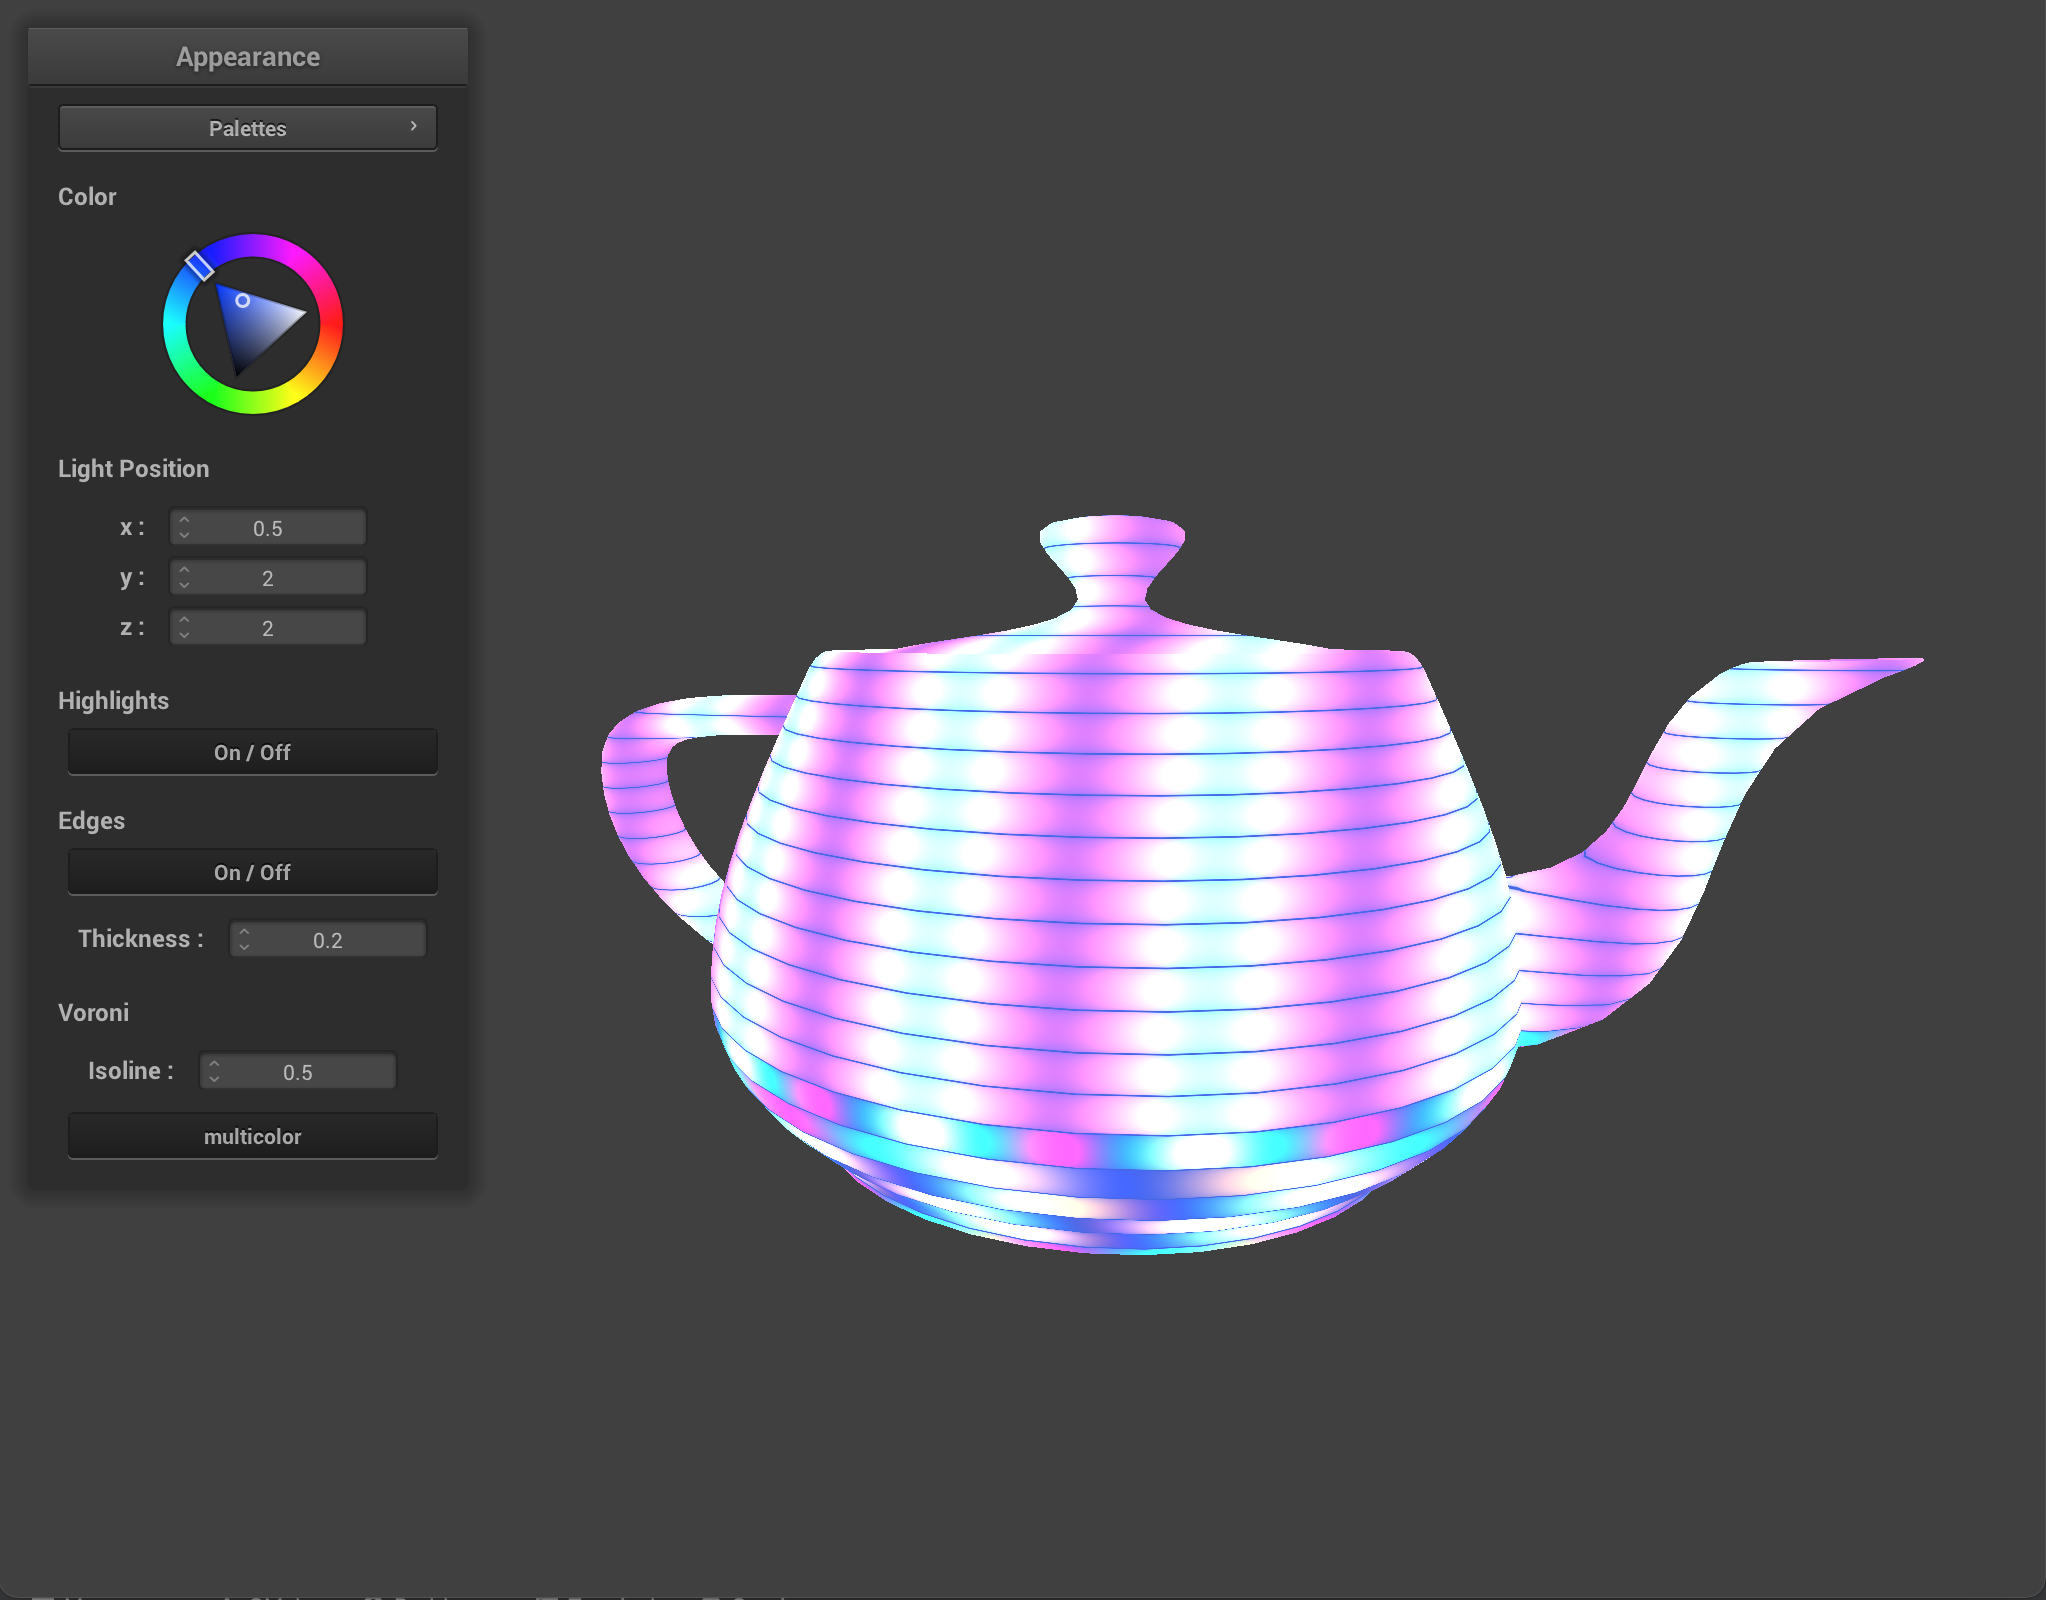 Appearance
Palettes ›
Color
Light Position
x : 0.5
y : 2
z : 2
Highlights
On / Off
Edges
On / Off
Thickness : 0.2
Voroni
Isoline : 0.5
multicolor